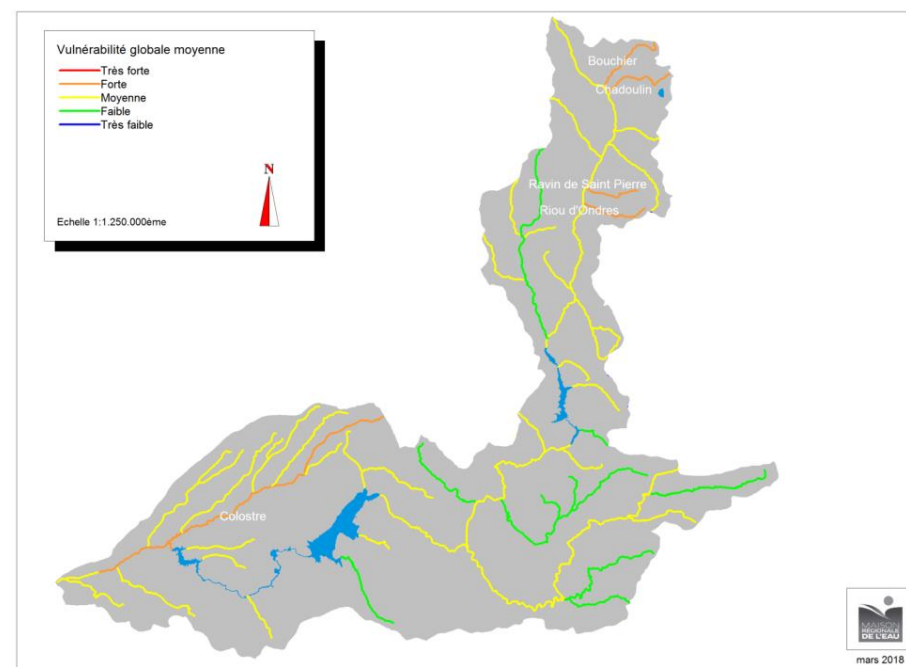 Vulnérabilité globale moyenne
Très forte
Forte
Moyenne
Faible
Très faible
N
Echelle 1:1.250.000ème
Bouchier
Chadoulin
Ravin de Saint Pierre
Riou d'Ondres
Colostre
MAISON
RÉGIONALE
DE L'EAU
mars 2018